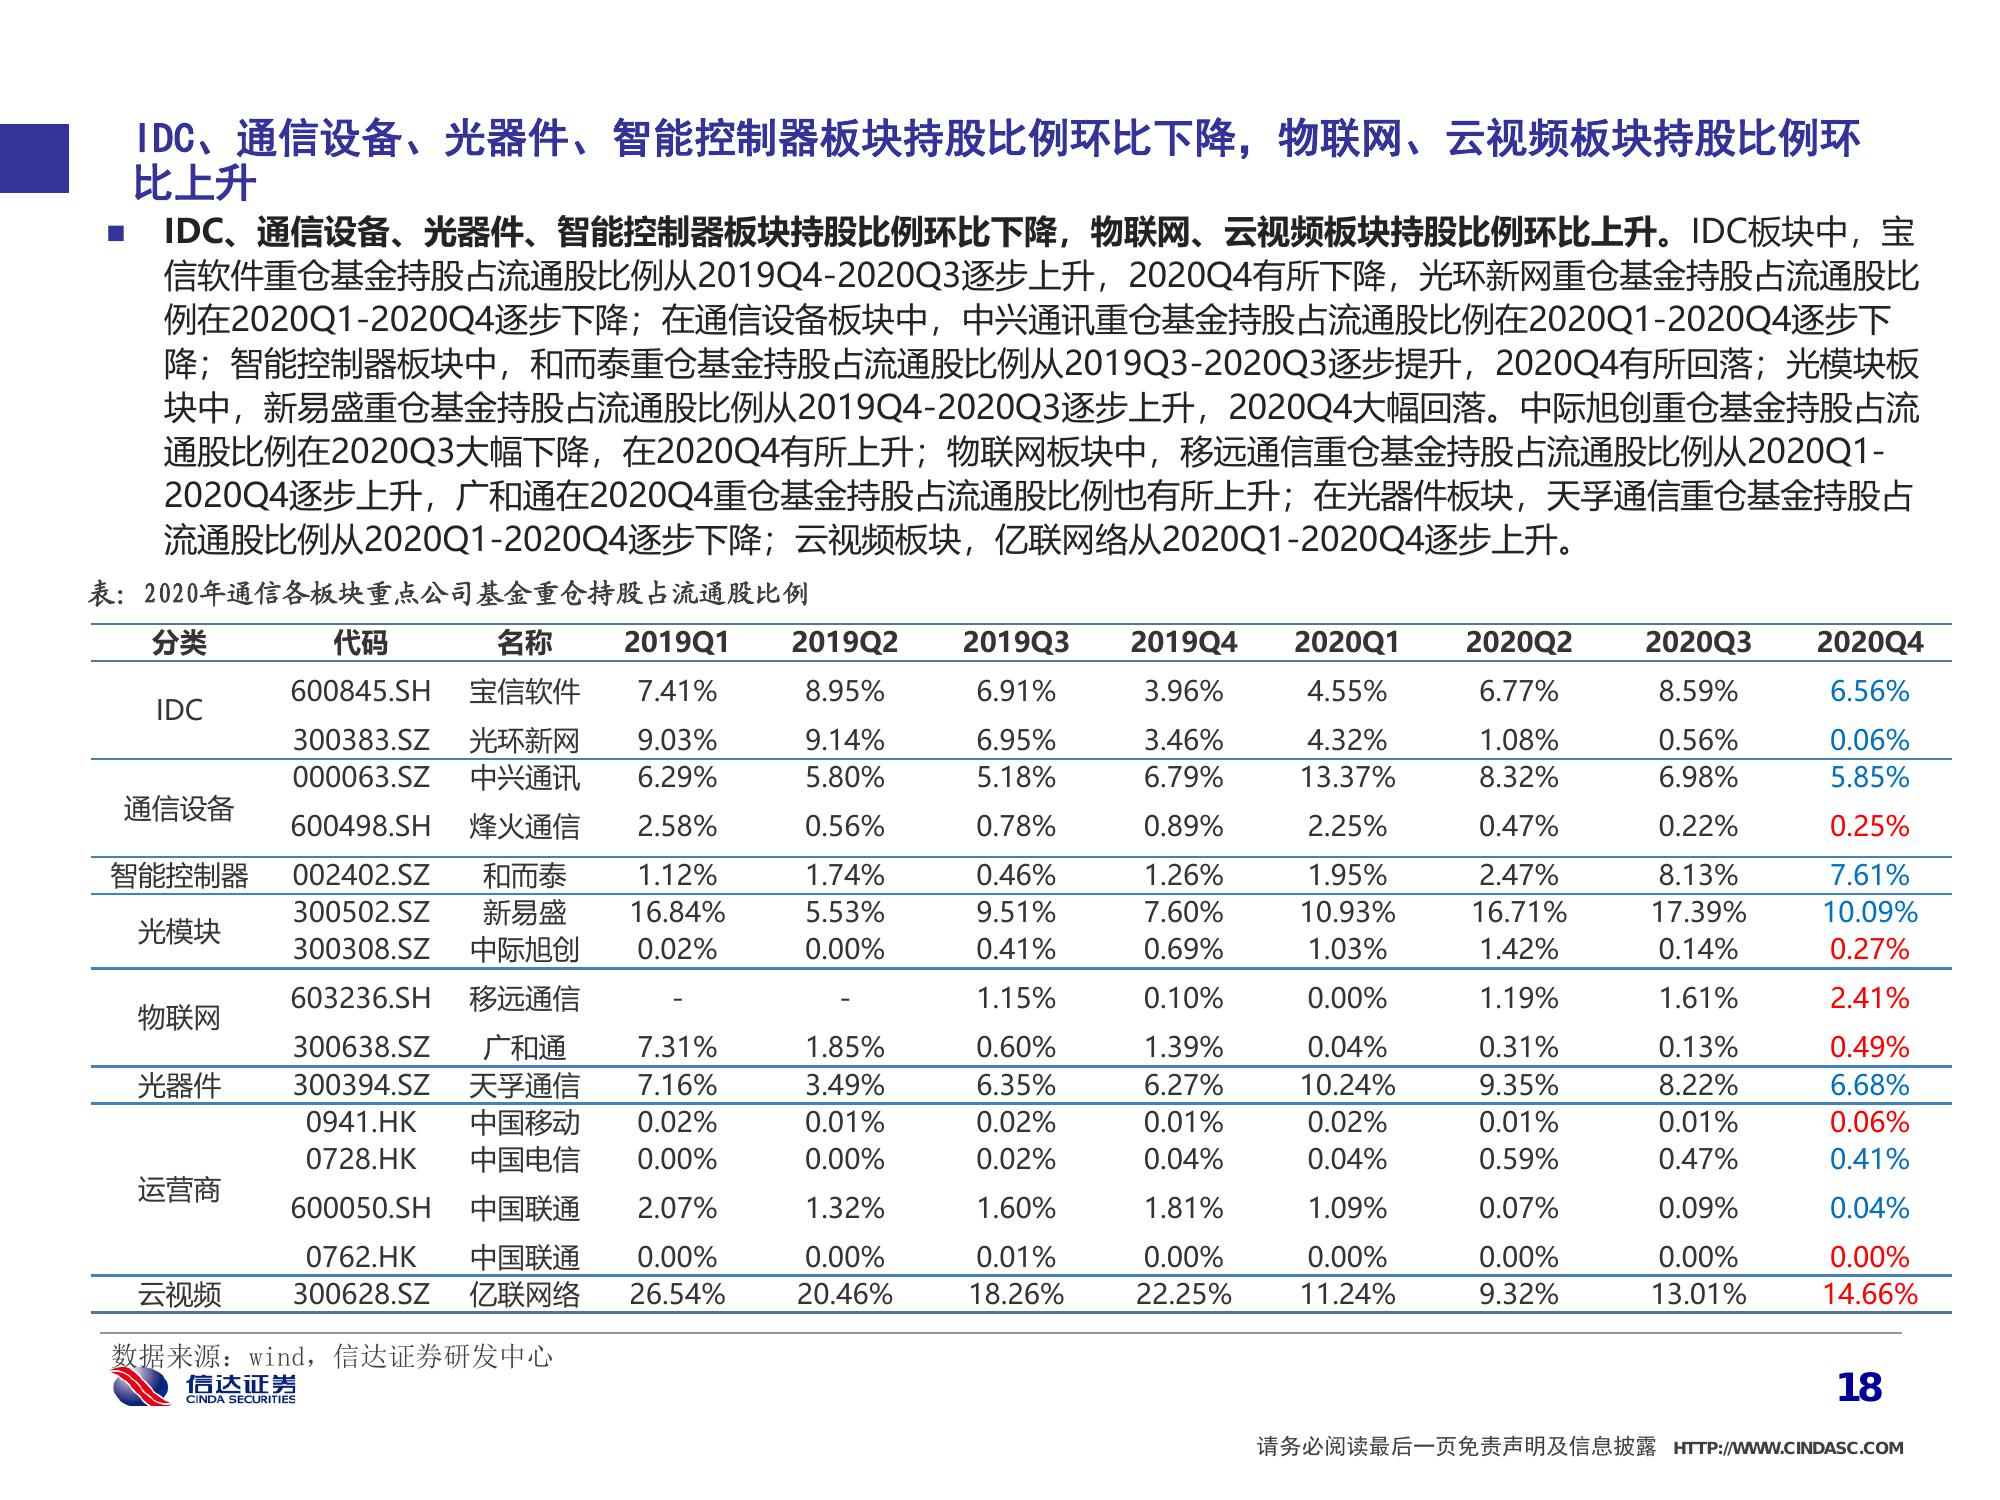 IDC、通信设备、光器件、智能控制器板块持股比例环比下降，物联网、云视频板块持股比例环
比上升
■ IDC、通信设备、光器件、智能控制器板块持股比例环比下降，物联网、云视频板块持股比例环比上升。IDC板块中，宝
信软件重仓基金持股占流通股比例从2019Q4-2020Q3逐步上升，2020Q4有所下降，光环新网重仓基金持股占流通股比
例在2020Q1-2020Q4逐步下降；在通信设备板块中，中兴通讯重仓基金持股占流通股比例在2020Q1-2020Q4逐步下
降；智能控制器板块中，和而泰重仓基金持股占流通股比例从2019Q3-2020Q3逐步提升，2020Q4有所回落；光模块板
块中，新易盛重仓基金持股占流通股比例从2019Q4-2020Q3逐步上升，2020Q4大幅回落。中际旭创重仓基金持股占流
通股比例在2020Q3大幅下降，在2020Q4有所上升；物联网板块中，移远通信重仓基金持股占流通股比例从2020Q1-
2020Q4逐步上升，广和通在2020Q4重仓基金持股占流通股比例也有所上升；在光器件板块，天孚通信重仓基金持股占
流通股比例从2020Q1-2020Q4逐步下降；云视频板块，亿联网络从2020Q1-2020Q4逐步上升。
表：2020年通信各板块重点公司基金重仓持股占流通股比例
分类 代码 名称 2019Q1 2019Q2 2019Q3 2019Q4 2020Q1 2020Q2 2020Q3 2020Q4
IDC 600845.SH 宝信软件 7.41% 8.95% 6.91% 3.96% 4.55% 6.77% 8.59% 6.56%
300383.SZ 光环新网 9.03% 9.14% 6.95% 3.46% 4.32% 1.08% 0.56% 0.06%
通信设备 000063.SZ 中兴通讯 6.29% 5.80% 5.18% 6.79% 13.37% 8.32% 6.98% 5.85%
600498.SH 烽火通信 2.58% 0.56% 0.78% 0.89% 2.25% 0.47% 0.22% 0.25%
智能控制器 002402.SZ 和而泰 1.12% 1.74% 0.46% 1.26% 1.95% 2.47% 8.13% 7.61%
光模块 300502.SZ 新易盛 16.84% 5.53% 9.51% 7.60% 10.93% 16.71% 17.39% 10.09%
300308.SZ 中际旭创 0.02% 0.00% 0.41% 0.69% 1.03% 1.42% 0.14% 0.27%
物联网 603236.SH 移远通信 - - 1.15% 0.10% 0.00% 1.19% 1.61% 2.41%
300638.SZ 广和通 7.31% 1.85% 0.60% 1.39% 0.04% 0.31% 0.13% 0.49%
光器件 300394.SZ 天孚通信 7.16% 3.49% 6.35% 6.27% 10.24% 9.35% 8.22% 6.68%
运营商 0941.HK 中国移动 0.02% 0.01% 0.02% 0.01% 0.02% 0.01% 0.01% 0.06%
0728.HK 中国电信 0.00% 0.00% 0.02% 0.04% 0.04% 0.59% 0.47% 0.41%
600050.SH 中国联通 2.07% 1.32% 1.60% 1.81% 1.09% 0.07% 0.09% 0.04%
0762.HK 中国联通 0.00% 0.00% 0.01% 0.00% 0.00% 0.00% 0.00% 0.00%
云视频 300628.SZ 亿联网络 26.54% 20.46% 18.26% 22.25% 11.24% 9.32% 13.01% 14.66%
数据来源：wind，信达证券研发中心
信达证券
CINDA SECURITIES
18
请务必阅读最后一页免责声明及信息披露 HTTP://WWW.CINDASC.COM